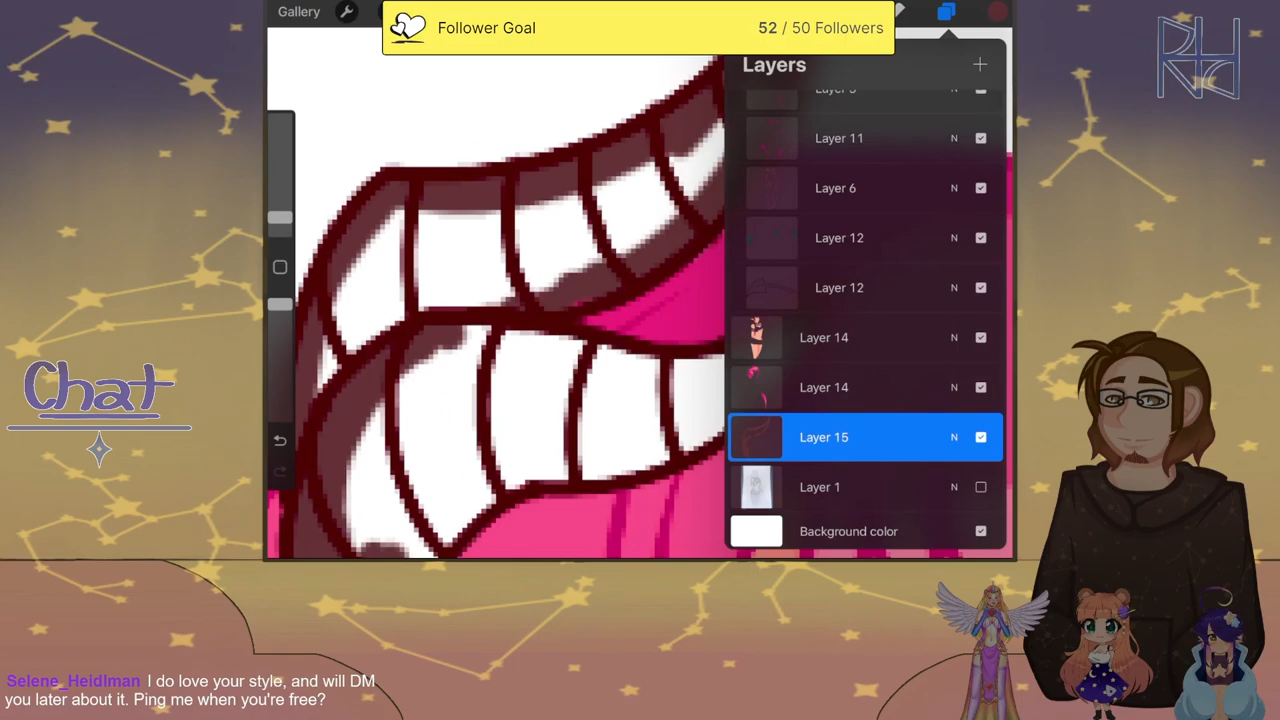 Gallery
Follower Goal
52 / 50 Followers
Layers
Layer 11
N
Layer 6
N
Layer 12
N
Layer 12
N
Layer 14
N
Layer 14
N
Layer 15
N
Layer 1
N
Background color
Chat
Selene_Heidlman I do love your style, and will DM
you later about it. Ping me when you're free?